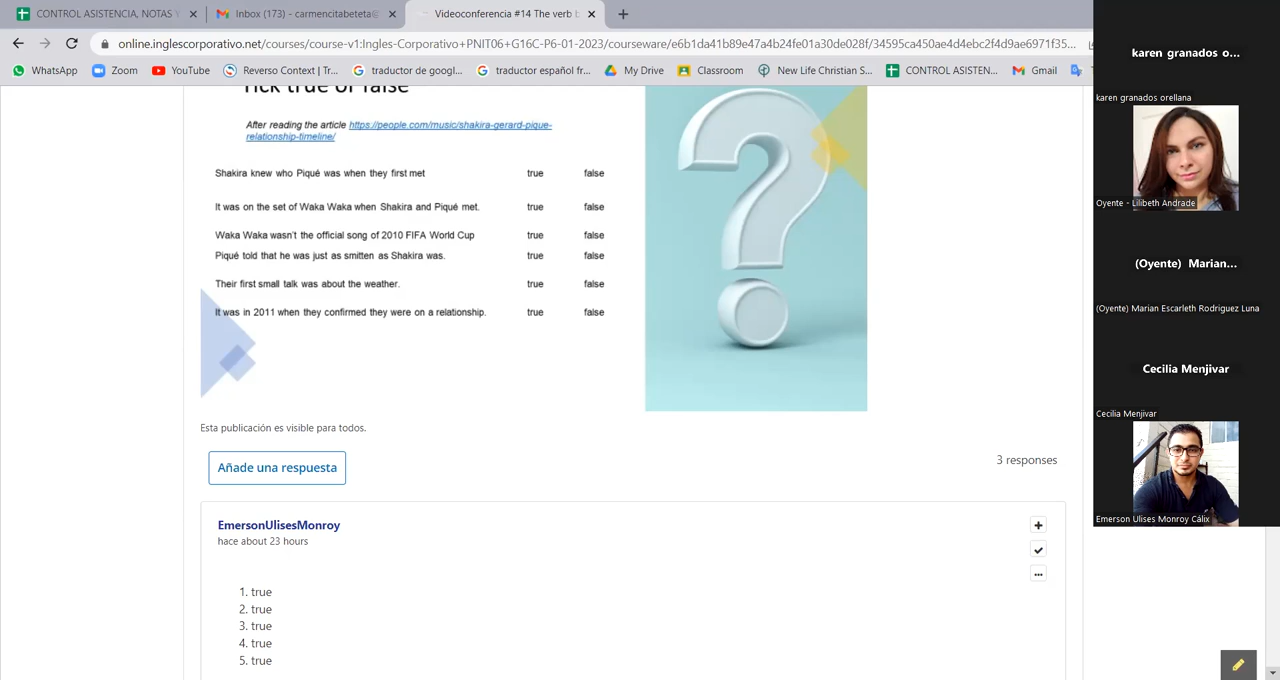 CONTROL ASISTENCIA, NOTAS Y
Inbox (173) - carmencitabeteta@
Videoconferencia #14 The verb b
online.inglescorporativo.net/courses/course-v1:Ingles-Corporativo+PNIT06+G16C-P6-01-2023/courseware/e6b1da41b89e47a4b24fe01a30de028f/34595ca450ae4d4ebc2f4d9ae6971f35...
WhatsApp
Zoom
YouTube
Reverso Context | Tr...
traductor de googl...
traductor español fr...
My Drive
Classroom
New Life Christian S...
CONTROL ASISTEN...
Gmail
Tick true or false
After reading the article https://people.com/music/shakira-gerard-pique-
relationship-timeline/
Shakira knew who Piqué was when they first met true false
It was on the set of Waka Waka when Shakira and Piqué met. true false
Waka Waka wasn't the official song of 2010 FIFA World Cup true false
Piqué told that he was just as smitten as Shakira was. true false
Their first small talk was about the weather. true false
It was in 2011 when they confirmed they were on a relationship. true false
Esta publicación es visible para todos.
Añade una respuesta
3 responses
EmersonUlisesMonroy
hace about 23 hours
1. true
2. true
3. true
4. true
5. true
karen granados o...
karen granados orellana
Oyente - Lilibeth Andrade
(Oyente) Marian...
(Oyente) Marian Escarleth Rodriguez Luna
Cecilia Menjivar
Cecilia Menjivar
Emerson Ulises Monroy Cálix